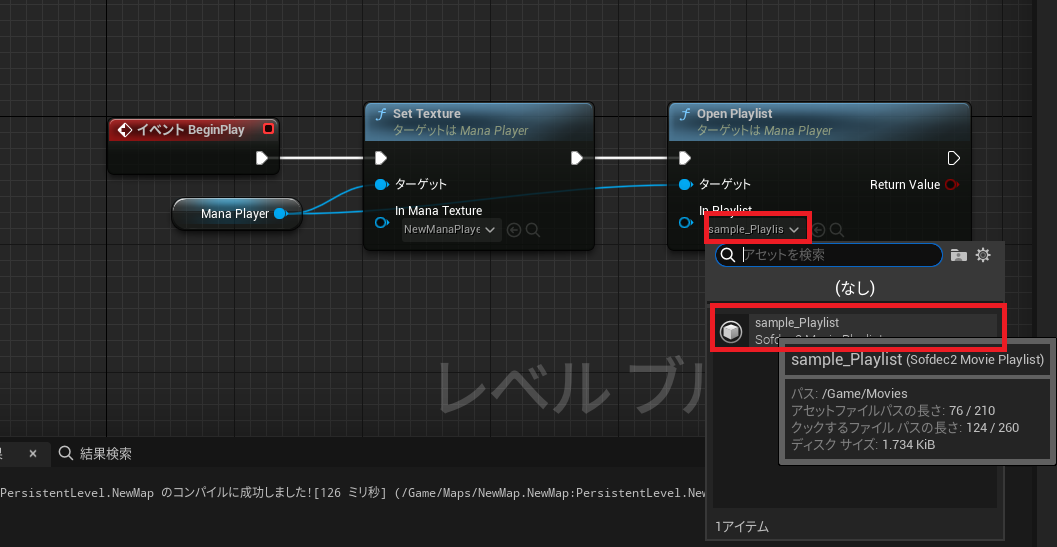 イベント BeginPlay
Set Texture
ターゲットは Mana Player
ターゲット
In Mana Texture
NewManaPlaye
Mana Player
Open Playlist
ターゲットは Mana Player
ターゲット
Return Value
In Playlist
sample_Playlis
アセットを検索
(なし)
sample_Playlist
Sofdec2 Movie Playlist
sample_Playlist (Sofdec2 Movie Playlist)
パス: /Game/Movies
アセットファイルパスの長さ: 76 / 210
クックするファイル パスの長さ: 124 / 260
ディスク サイズ: 1.734 KiB
1アイテム
レベル ブル
結果検索
PersistentLevel.NewMap のコンパイルに成功しました![126 ミリ秒] (/Game/Maps/NewMap.NewMap:PersistentLevel.Ne